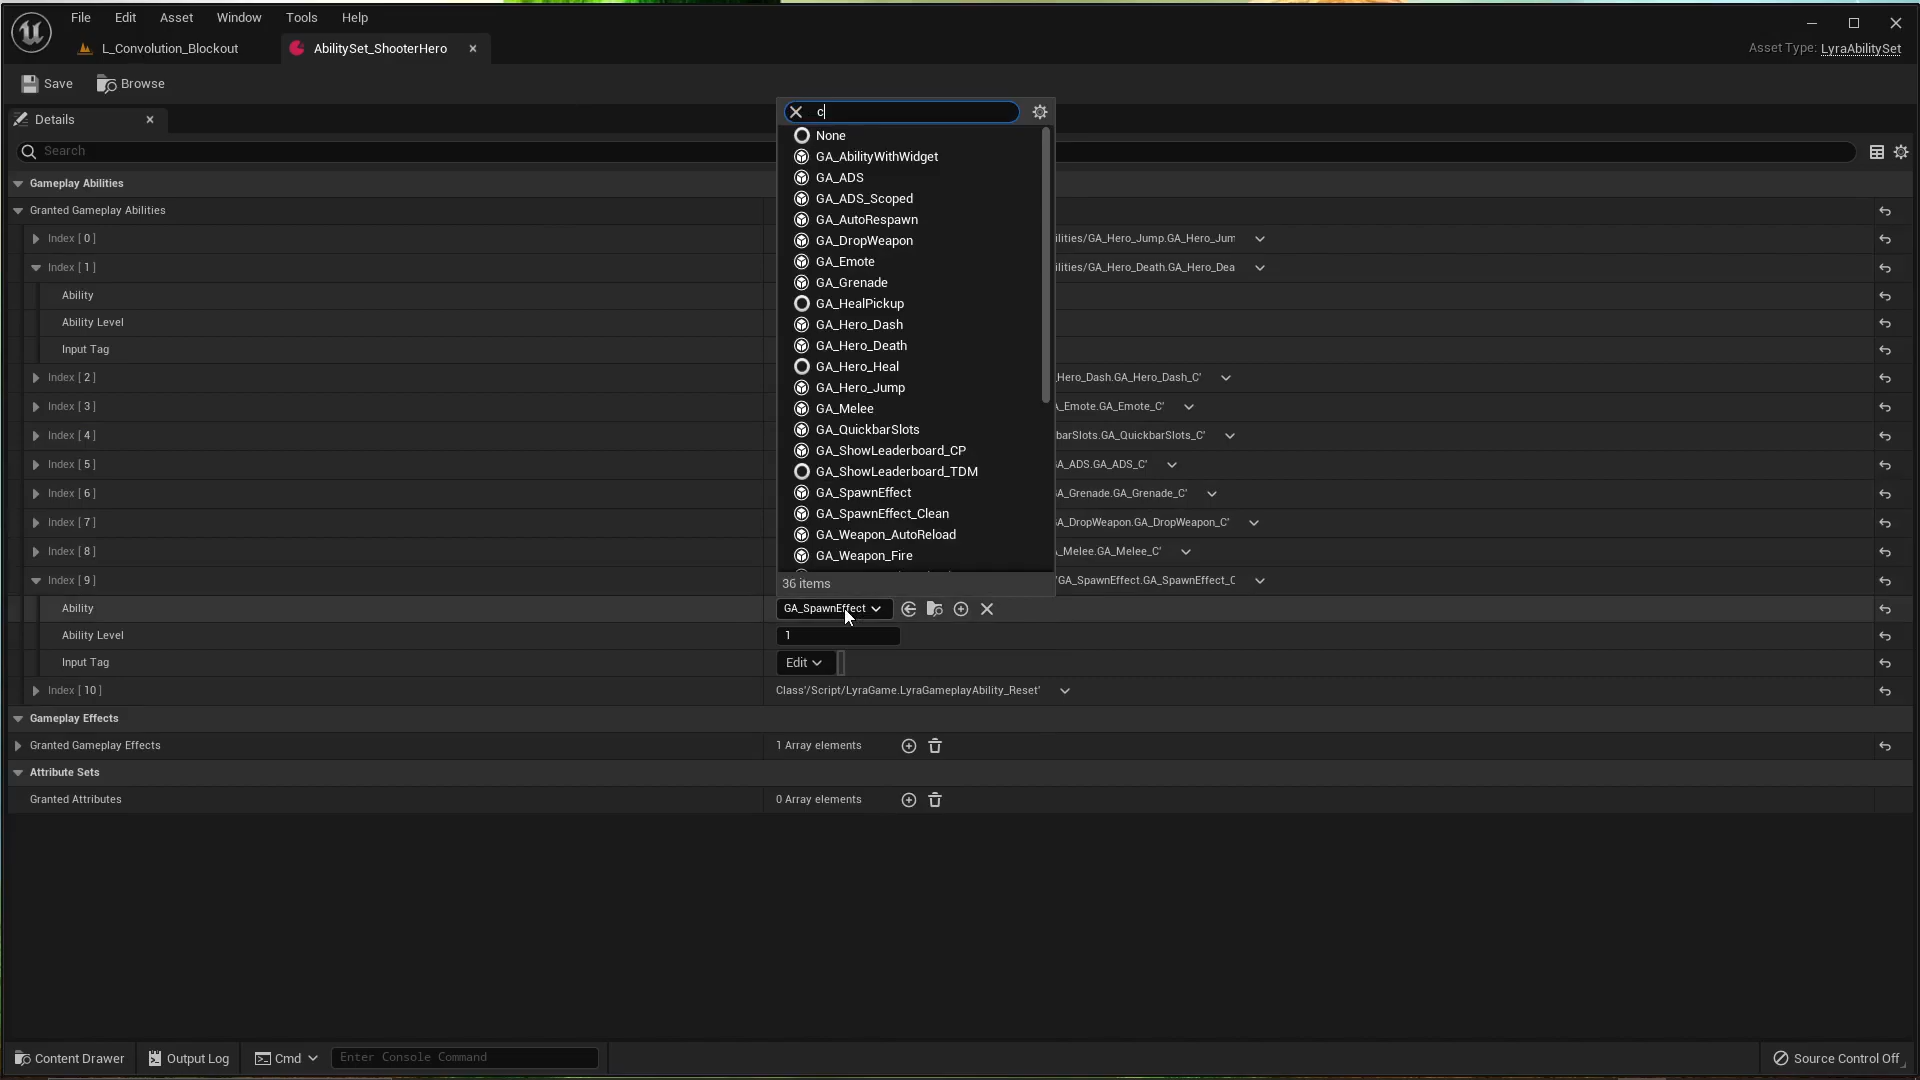 File Edit Asset Window Tools Help
L_Convolution_Blockout AbilitySet_ShooterHero Asset Type: LyraAbilitySet
Save Browse
Details
Search
c
None
GA_AbilityWithWidget
GA_ADS
GA_ADS_Scoped
GA_AutoRespawn
GA_DropWeapon
GA_Emote
GA_Grenade
GA_HealPickup
GA_Hero_Dash
GA_Hero_Death
GA_Hero_Heal
GA_Hero_Jump
GA_Melee
GA_QuickbarSlots
GA_ShowLeaderboard_CP
GA_ShowLeaderboard_TDM
GA_SpawnEffect
GA_SpawnEffect_Clean
GA_Weapon_AutoReload
GA_Weapon_Fire
36 items
Gameplay Abilities
Granted Gameplay Abilities
Index [ 0 ] ilities/GA_Hero_Jump.GA_Hero_Jum
Index [ 1 ] ilities/GA_Hero_Death.GA_Hero_Dea
Ability
Ability Level
Input Tag
Index [ 2 ] Hero_Dash.GA_Hero_Dash_C'
Index [ 3 ] _Emote.GA_Emote_C'
Index [ 4 ] barSlots.GA_QuickbarSlots_C'
Index [ 5 ] A_ADS.GA_ADS_C'
Index [ 6 ] A_Grenade.GA_Grenade_C'
Index [ 7 ] A_DropWeapon.GA_DropWeapon_C'
Index [ 8 ] _Melee.GA_Melee_C'
Index [ 9 ] 'GA_SpawnEffect.GA_SpawnEffect_C
Ability GA_SpawnEffect
Ability Level 1
Input Tag Edit
Index [ 10 ] Class'/Script/LyraGame.LyraGameplayAbility_Reset'
Gameplay Effects
Granted Gameplay Effects 1 Array elements
Attribute Sets
Granted Attributes 0 Array elements
Content Drawer Output Log Cmd Enter Console Command Source Control Off